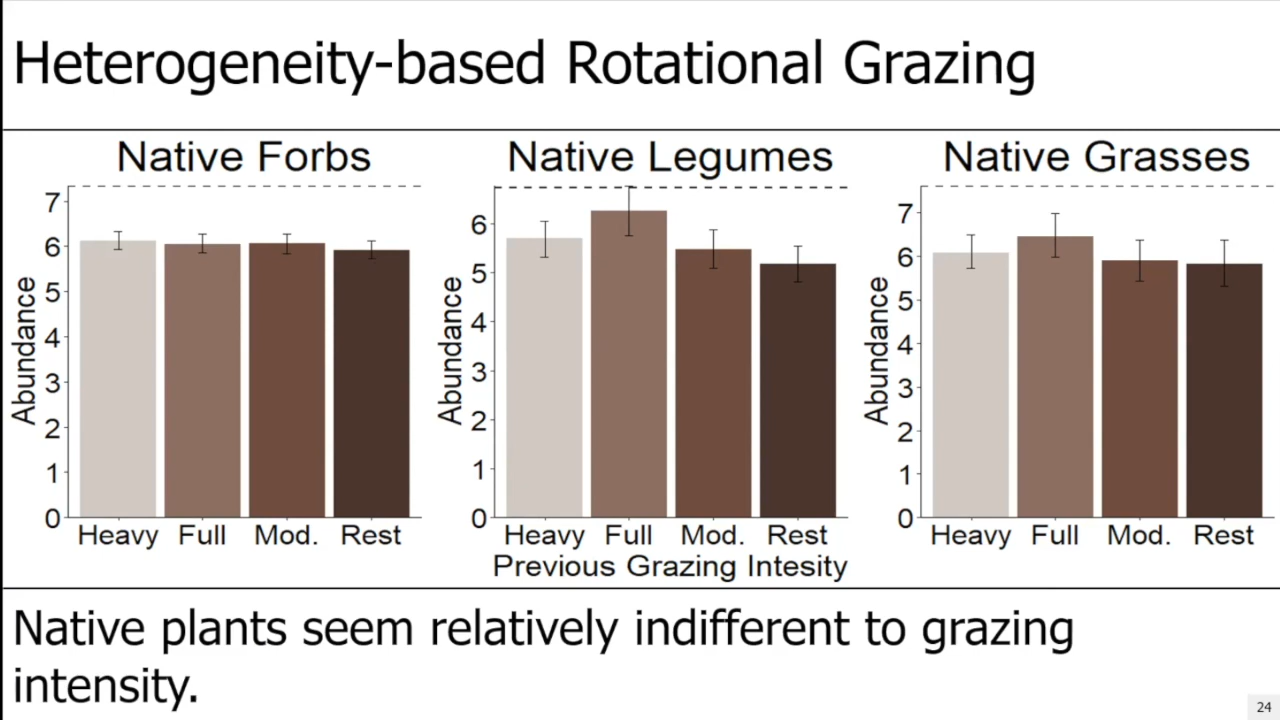 Heterogeneity-based Rotational Grazing
Native Forbs
Abundance
7
6
5
4
3
2
1
0
Heavy Full Mod. Rest
Native Legumes
Abundance
6
5
4
3
2
1
0
Heavy Full Mod. Rest
Previous Grazing Intesity
Native Grasses
Abundance
7
6
5
4
3
2
1
0
Heavy Full Mod. Rest
Native plants seem relatively indifferent to grazing
intensity.
24